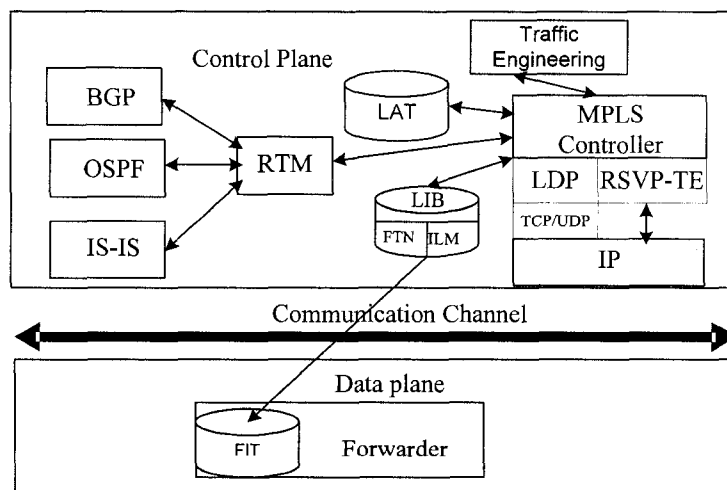 Control Plane
Traffic
Engineering
BGP
LAT
MPLS
Controller
OSPF
RTM
LDP
RSVP-TE
LIB
FTN
ILM
TCP/UDP
IS-IS
IP
Communication Channel
Data plane
FIT
Forwarder